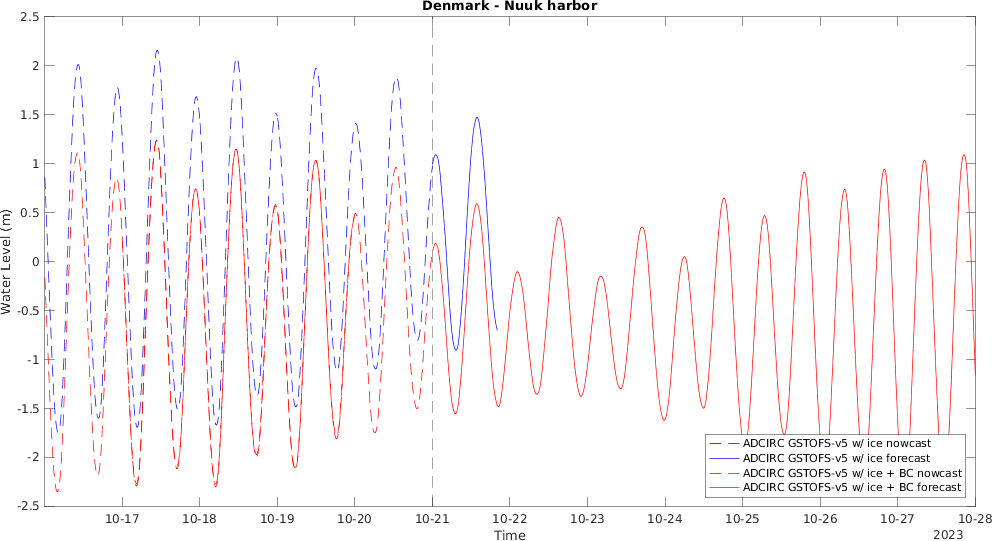 Denmark - Nuuk harbor
Water Level (m)
2.5
2
1.5
1
0.5
0
-0.5
-1
-1.5
-2
-2.5
ADCIRC GSTOFS-v5 w/ ice nowcast
ADCIRC GSTOFS-v5 w/ ice forecast
ADCIRC GSTOFS-v5 w/ ice + BC nowcast
ADCIRC GSTOFS-v5 w/ ice + BC forecast
10-17 10-18 10-19 10-20 10-21 10-22 10-23 10-24 10-25 10-26 10-27 10-28
Time
2023